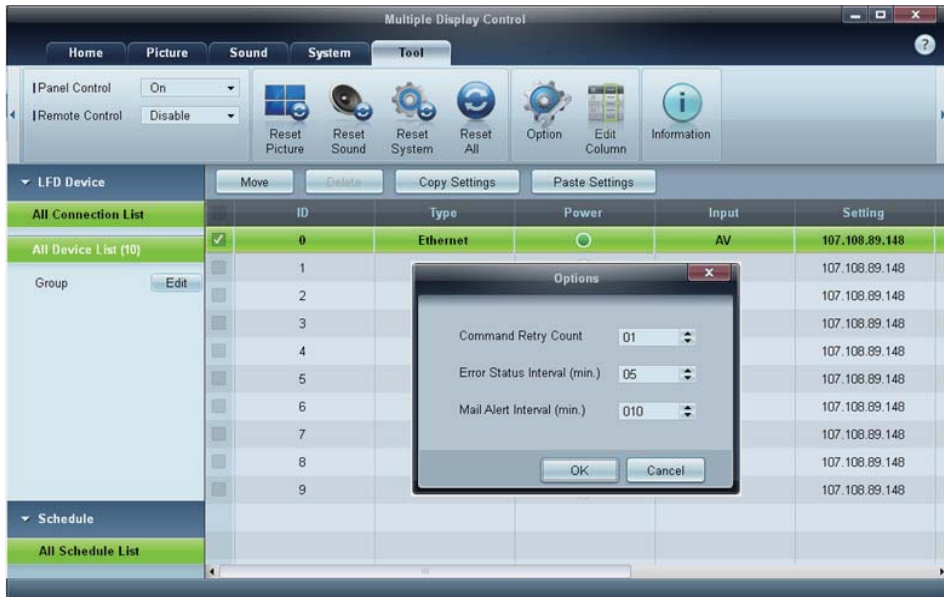 Multiple Display Control
Home Picture Sound System Tool
Panel Control On
Remote Control Disable
Reset Picture
Reset Sound
Reset System
Reset All
Option
Edit Column
Information
LFD Device
Move Delete Copy Settings Paste Settings
All Connection List
ID Type Power Input Setting
All Device List (10)
0 Ethernet AV 107.108.89.148
Group Edit
1 107.108.89.148
2 107.108.89.148
3 107.108.89.148
4 107.108.89.148
5 107.108.89.148
6 107.108.89.148
7 107.108.89.148
8 107.108.89.148
9 107.108.89.148
Options
Command Retry Count 01
Error Status Interval (min.) 05
Mail Alert Interval (min.) 010
OK Cancel
Schedule
All Schedule List